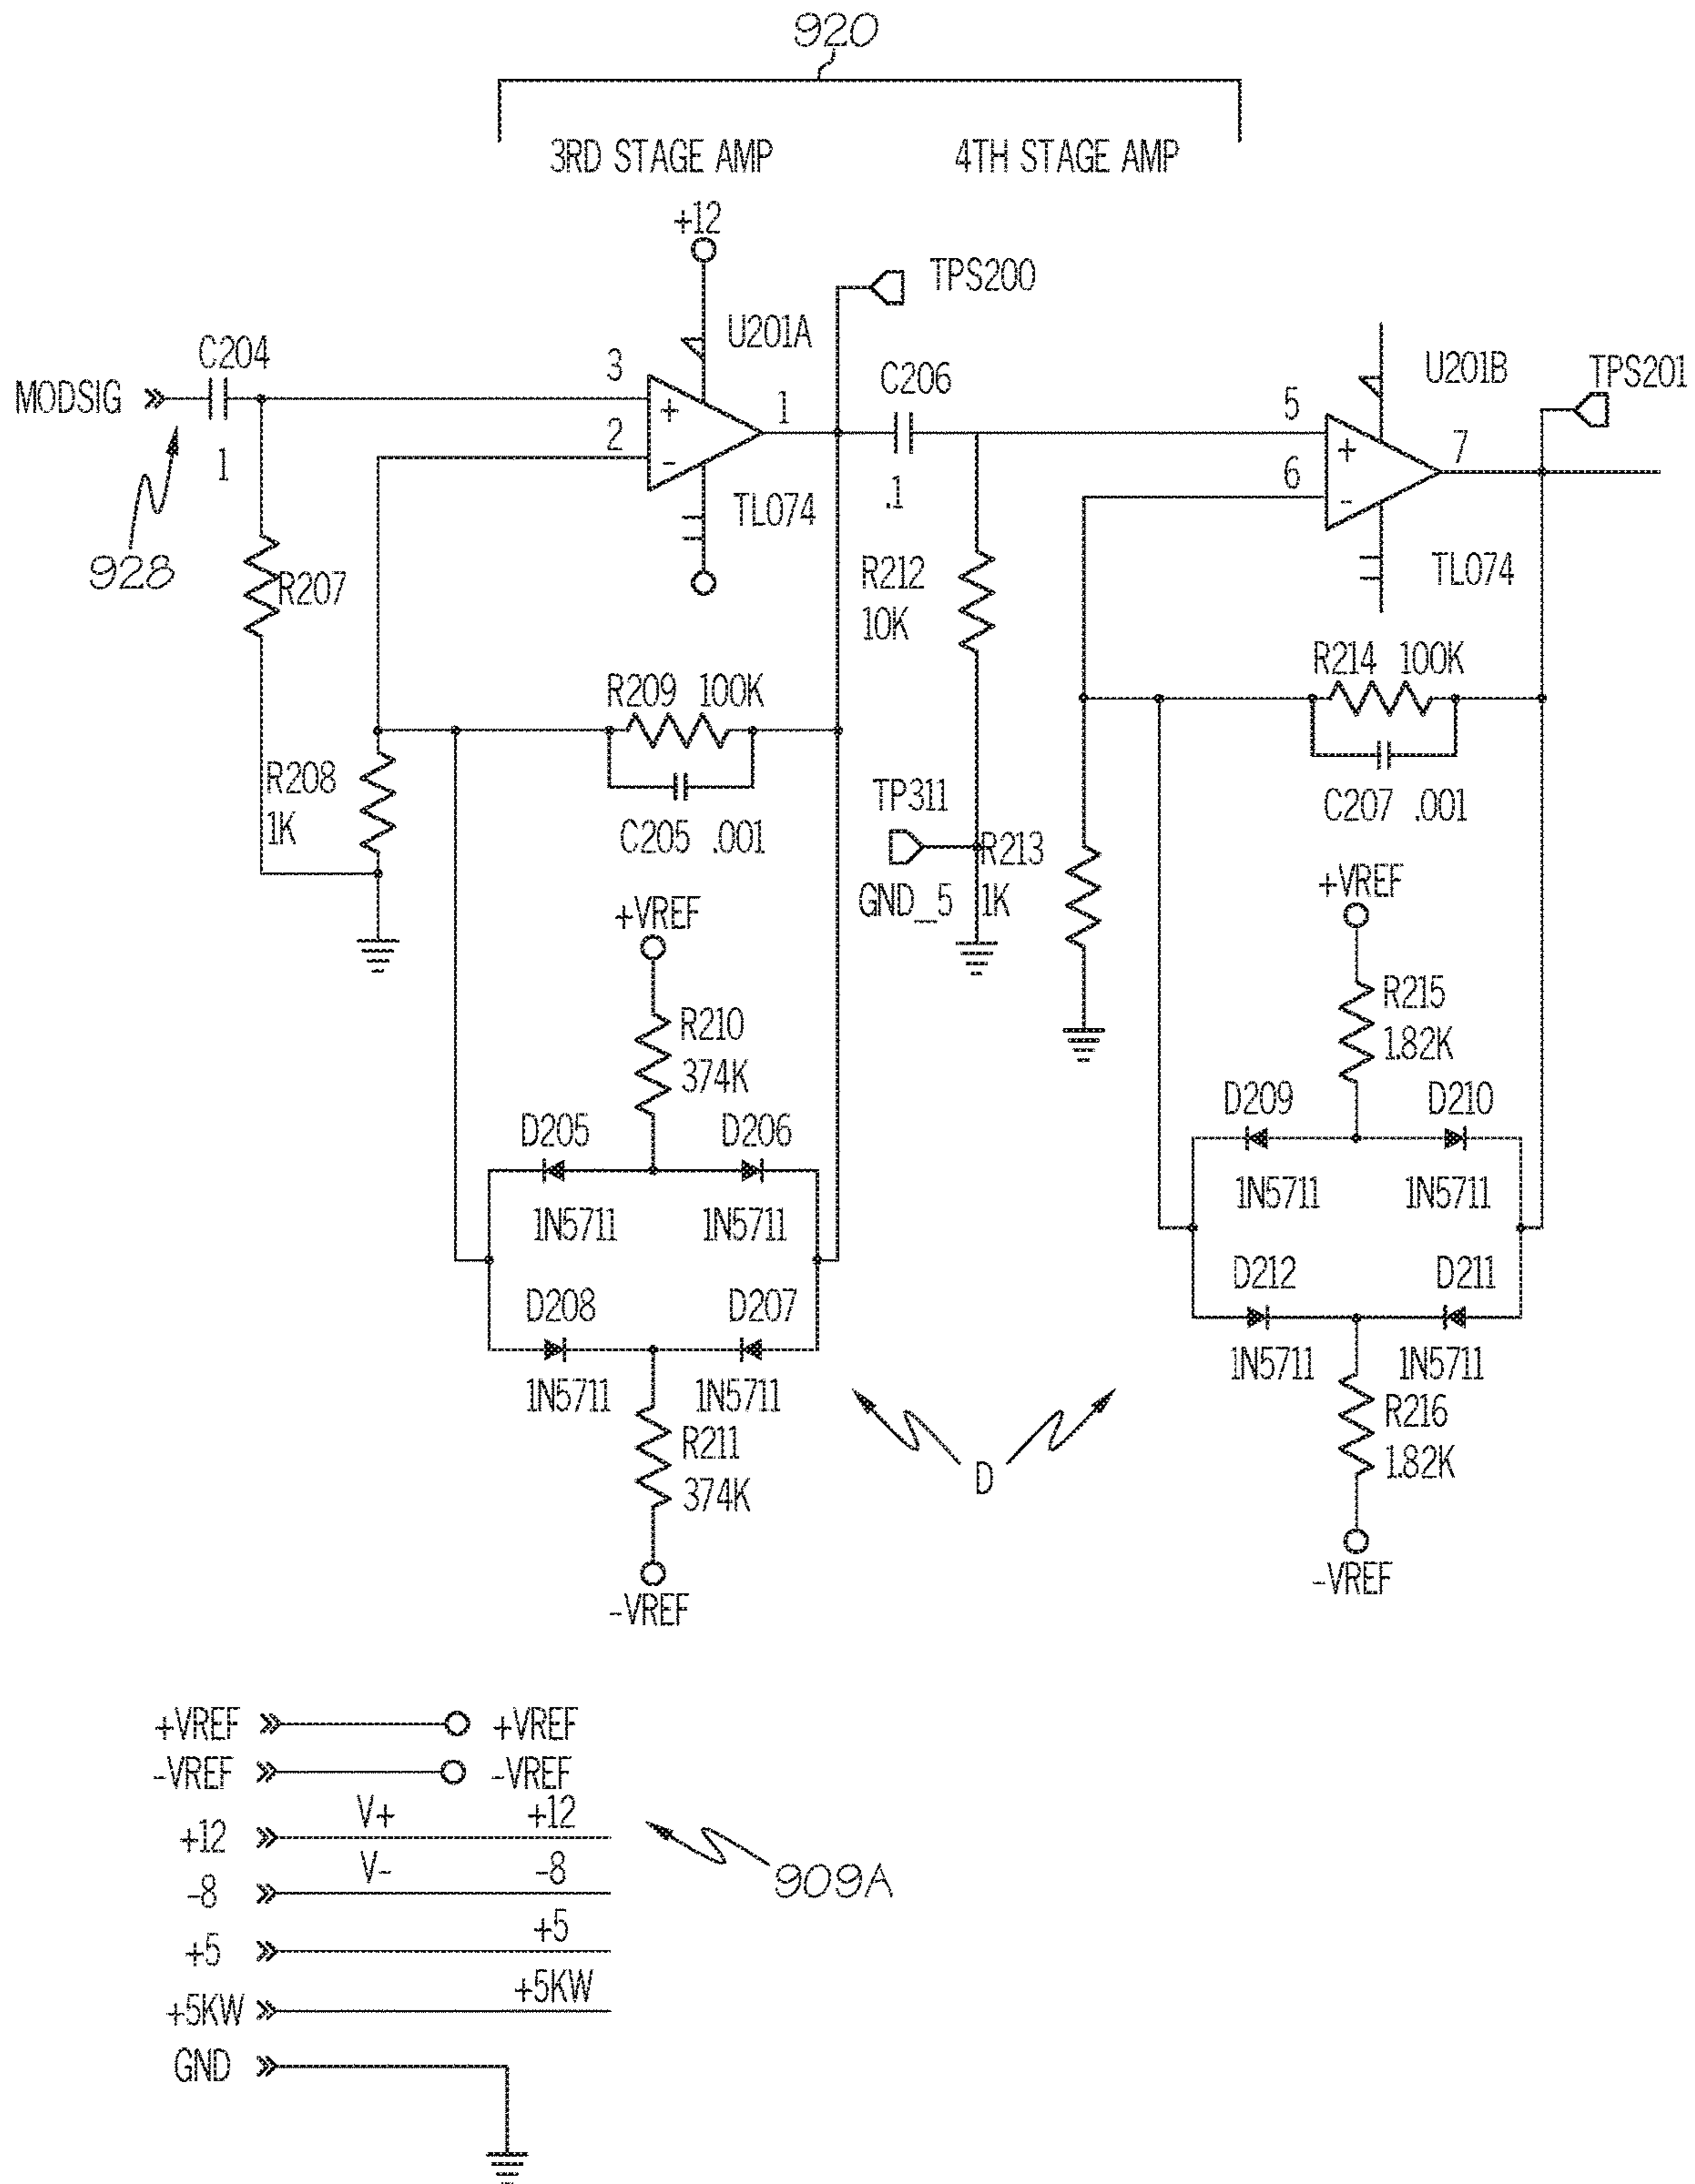 920
3RD STAGE AMP 4TH STAGE AMP
+12
TPS200
U201A
C204
3
MODSIG
+
1
C206
5
U201B
TPS201
1
2
-
.1
6
+
7
-
928
TL074
R207
R212
10K
TL074
R209 100K
R214 100K
R208
1K
C205 .001
TP311
C207 .001
GND_5
R213
1K
+VREF
+VREF
R210
374K
R215
1.82K
D205
D206
D209
D210
1N5711
1N5711
1N5711
1N5711
D208
D207
D212
D211
1N5711
1N5711
1N5711
1N5711
R211
374K
D
R216
1.82K
-VREF
-VREF
+VREF +VREF
-VREF -VREF
+12 V+ +12
-8 V- -8
909A
+5 +5
+5KW +5KW
GND